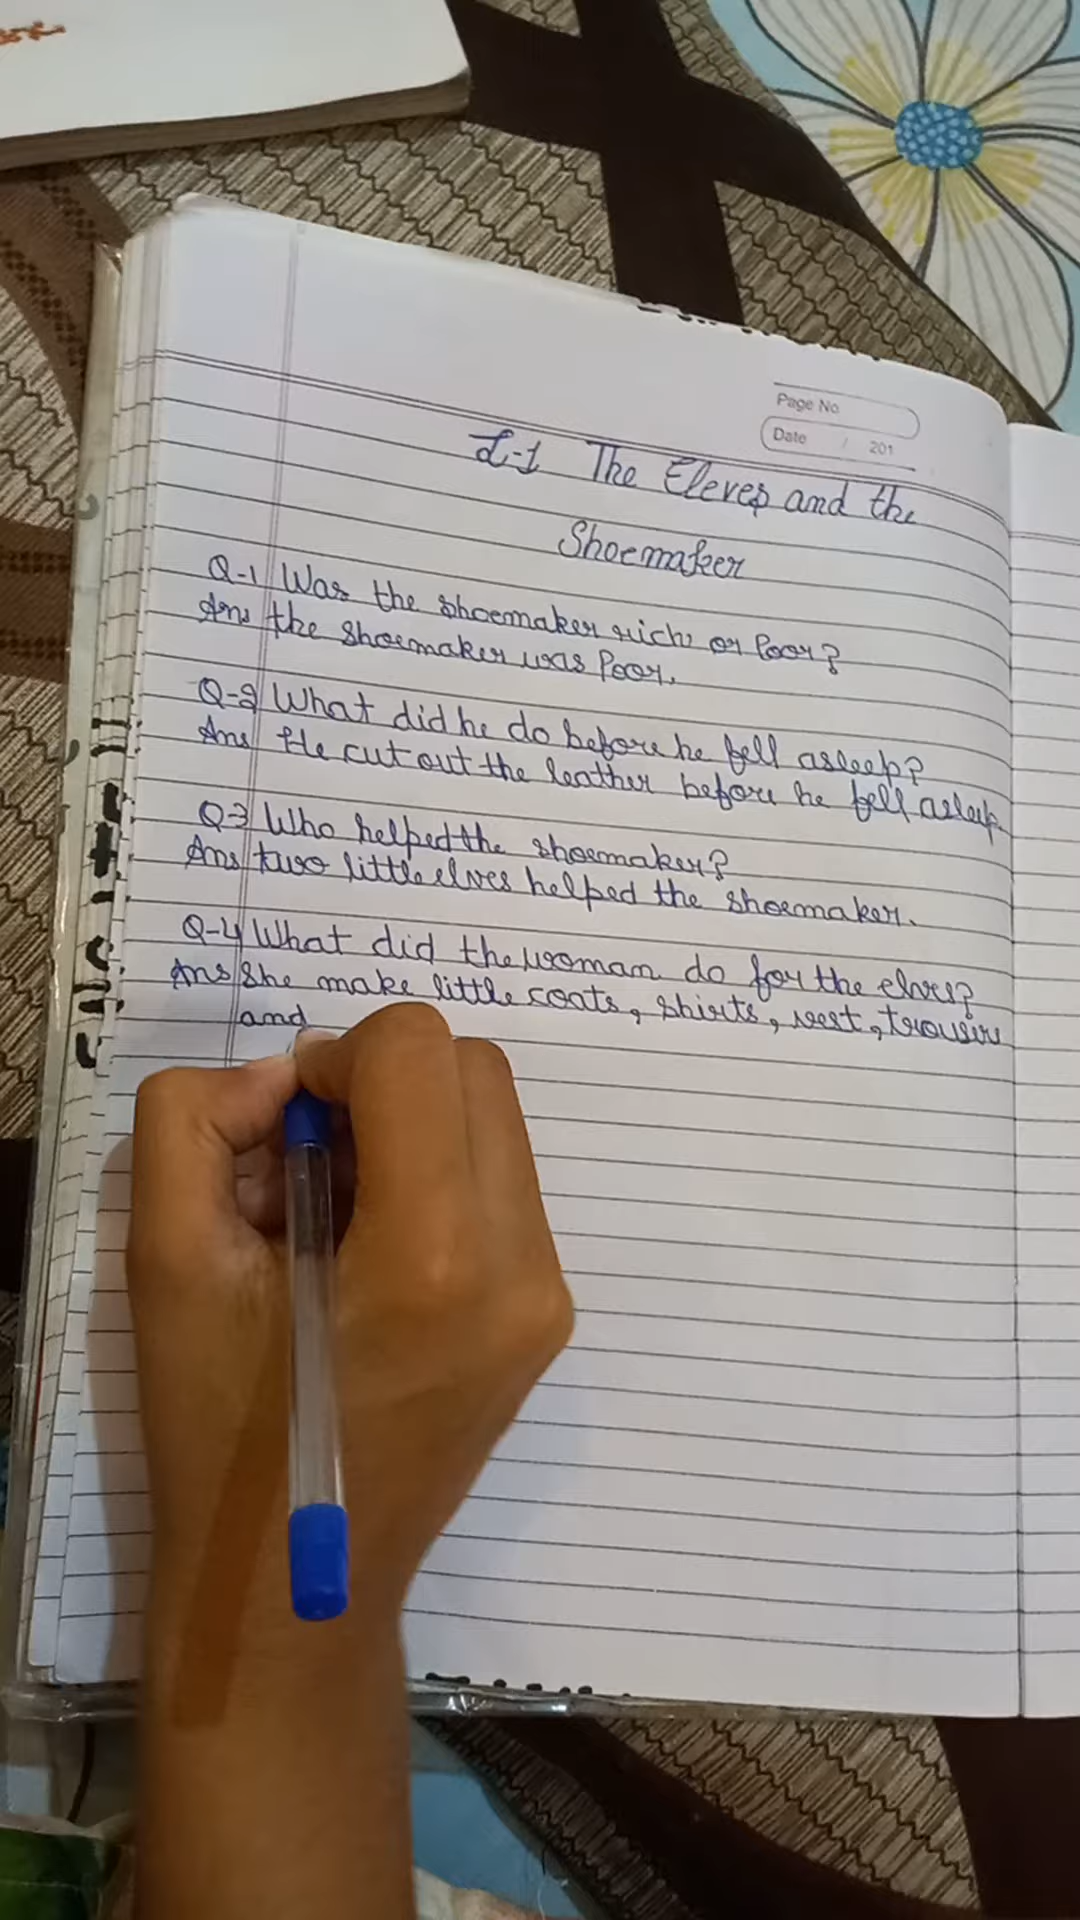 Page No
Date / 201
L-1 The Eleves and the
Shoemaker
Q-1 Was the shoemaker rich or Poor?
Ans the shoemaker was Poor.
Q-2 What did he do before he fell asleep?
Ans He cut out the leather before he fell asleep.
Q-3 Who helped the shoemaker?
Ans two little elves helped the shoemaker.
Q-4 What did the woman do for the elves?
Ans She make little coats, shirts, vest, trousers
and